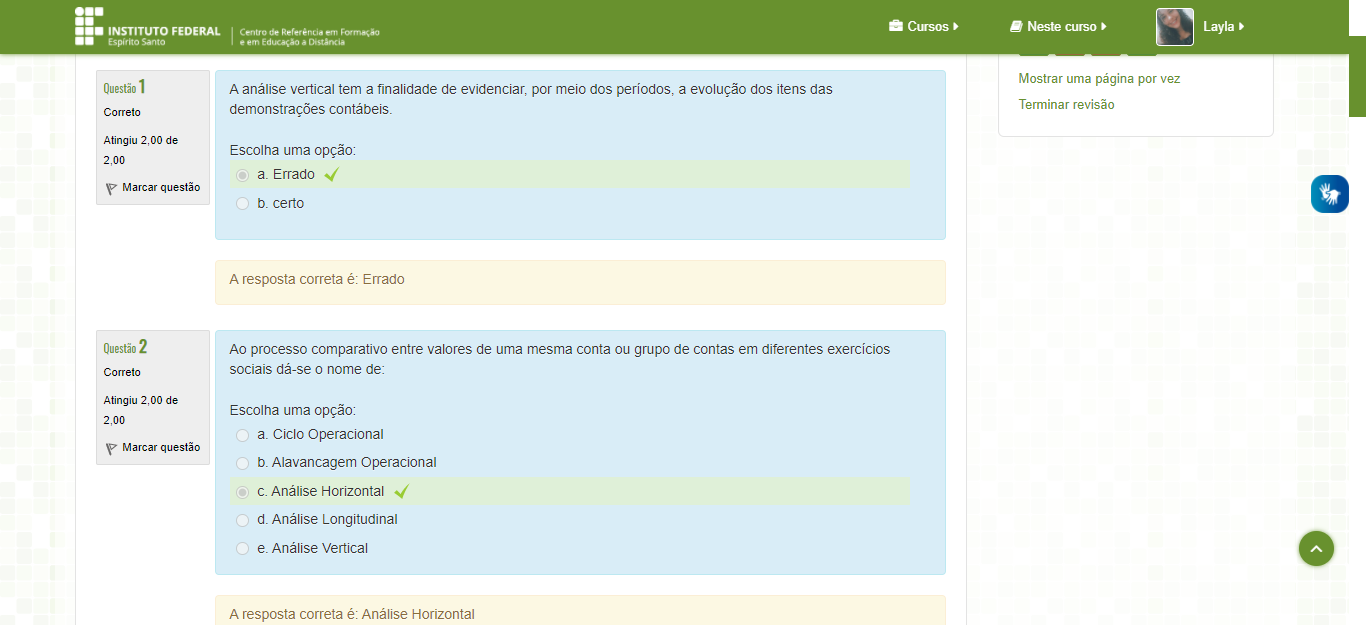 INSTITUTO FEDERAL
Espírito Santo
Centro de Referência em Formação
e em Educação a Distância
Cursos
Neste curso
Layla
Mostrar uma página por vez
Terminar revisão
Questão 1
Correto
Atingiu 2,00 de
2,00
Marcar questão
A análise vertical tem a finalidade de evidenciar, por meio dos períodos, a evolução dos itens das
demonstrações contábeis.
Escolha uma opção:
a. Errado
b. certo
A resposta correta é: Errado
Questão 2
Correto
Atingiu 2,00 de
2,00
Marcar questão
Ao processo comparativo entre valores de uma mesma conta ou grupo de contas em diferentes exercícios
sociais dá-se o nome de:
Escolha uma opção:
a. Ciclo Operacional
b. Alavancagem Operacional
c. Análise Horizontal
d. Análise Longitudinal
e. Análise Vertical
A resposta correta é: Análise Horizontal